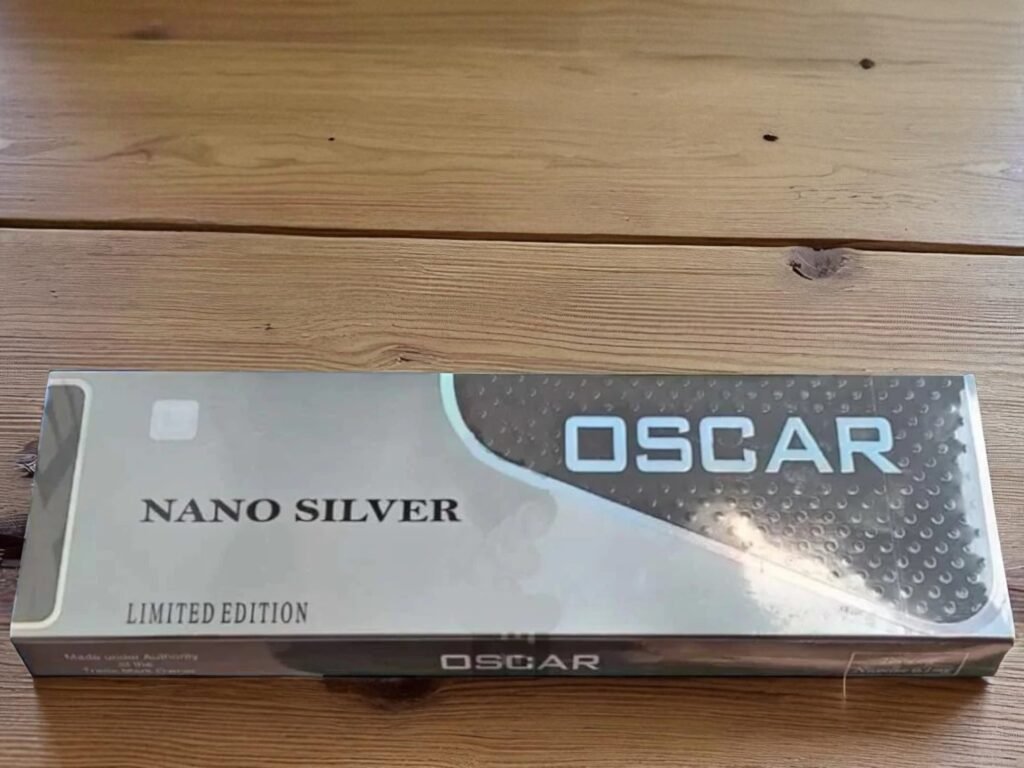 OSCAR
NANO SILVER
LIMITED EDITION
Made under Authority
of the
Trade Mark Owner
OSCAR